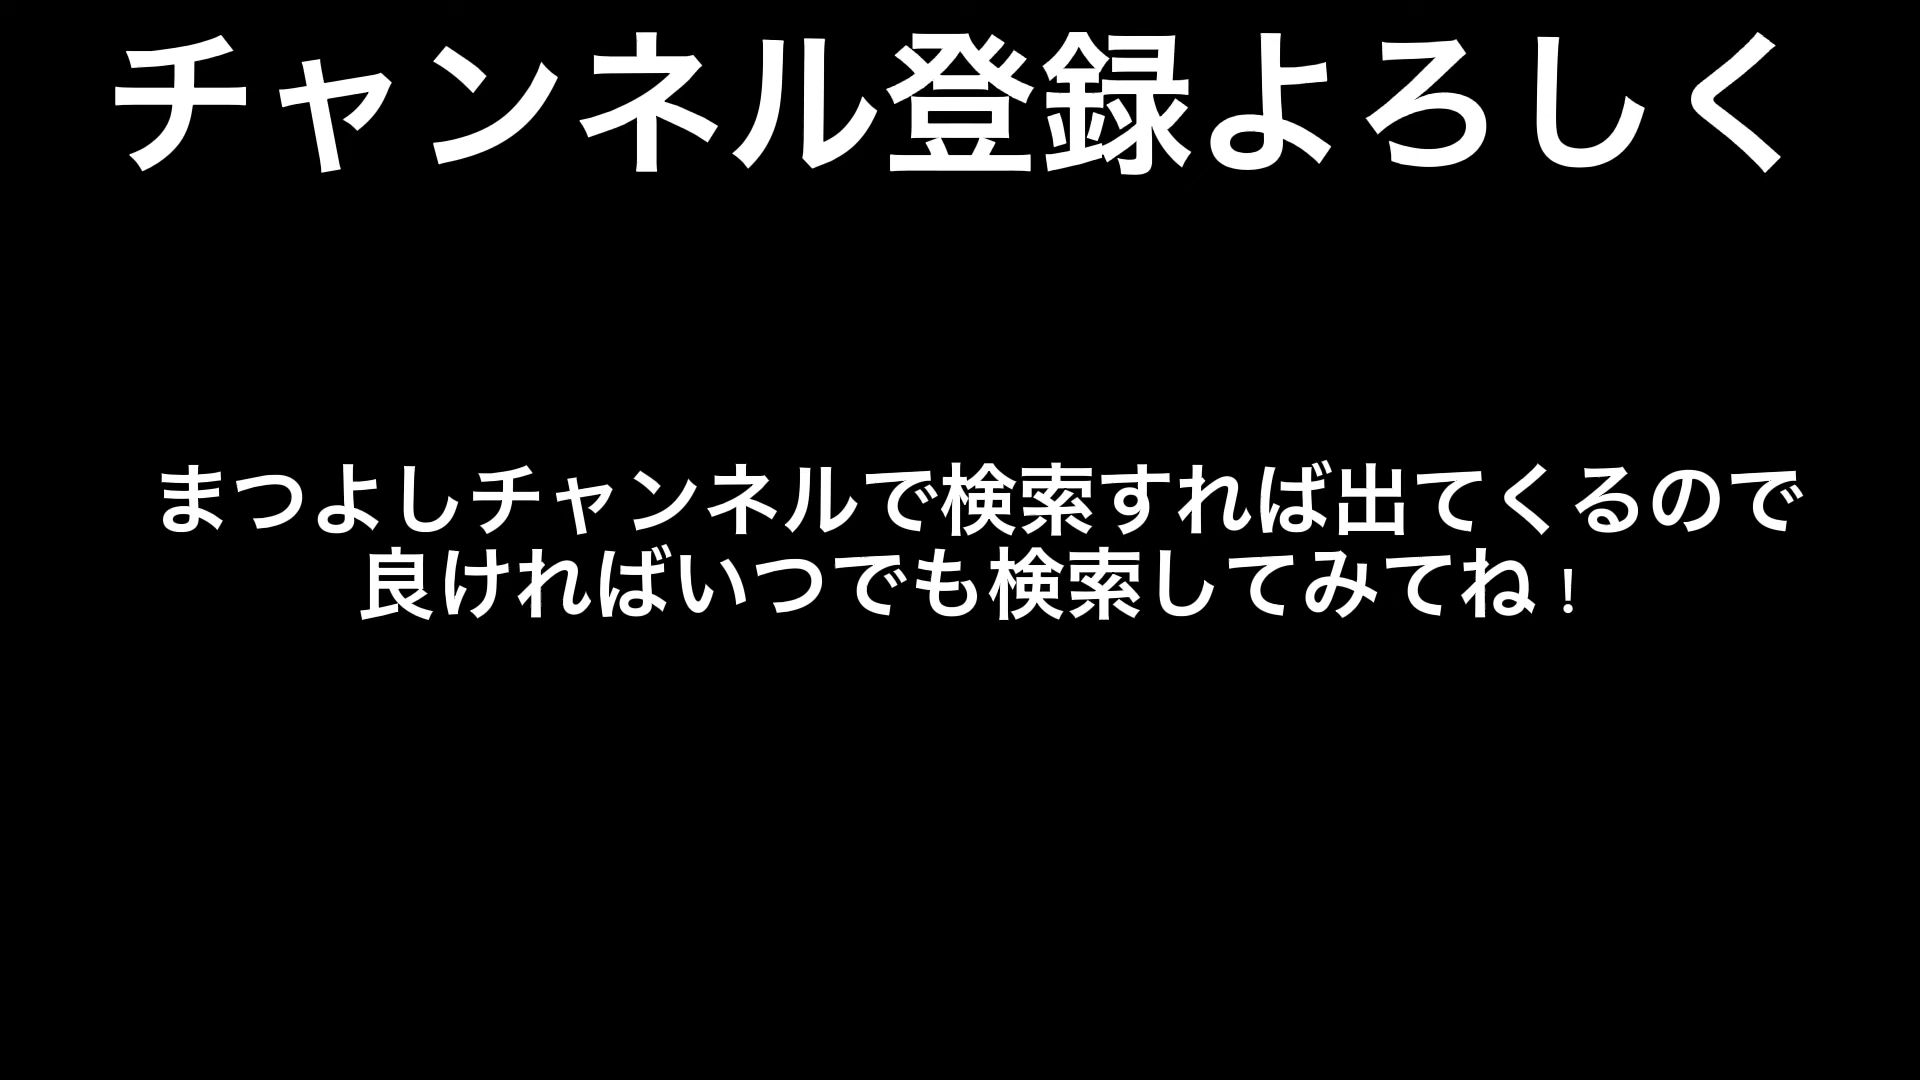 チャンネル登録よろしく
まつよしチャンネルで検索すれば出てくるので
良ければいつでも検索してみてね！